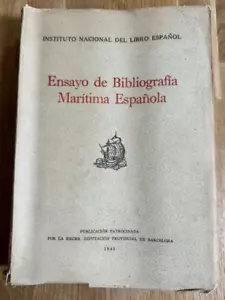 INSTITUTO NACIONAL DEL LIBRO ESPAÑOL
Ensayo de Bibliografía
Marítima Española
PUBLICACIÓN PATROCINADA
POR LA EXCMA. DIPUTACIÓN PROVINCIAL DE BARCELONA
1943